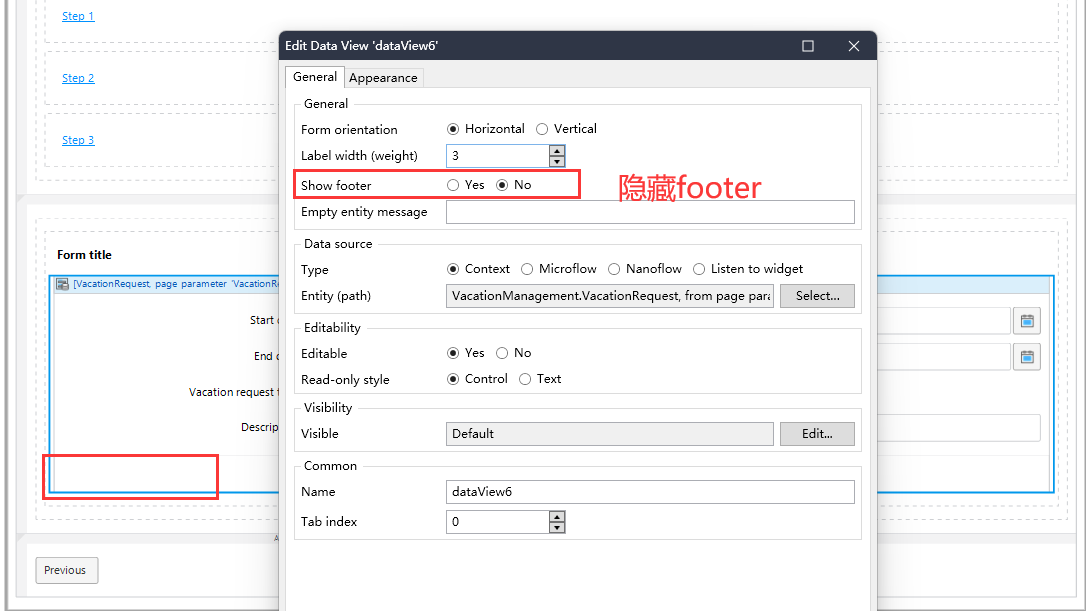 Step 1
Edit Data View 'dataView6'
General Appearance
Step 2
General
Form orientation Horizontal Vertical
Step 3
Label width (weight) 3
Show footer Yes No
隐藏footer
Empty entity message
Data source
Form title
Type Context Microflow Nanoflow Listen to widget
[VacationRequest, page parameter 'VacationR
Entity (path) VacationManagement.VacationRequest, from page para Select...
Start
Editability
Editable Yes No
End
Read-only style Control Text
Vacation request
Visibility
Descrip
Visible Default Edit...
Common
Name dataView6
Tab index 0
Previous